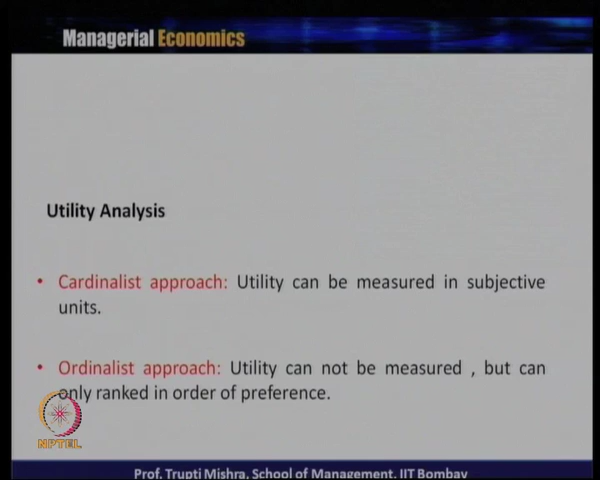 Managerial Economics
Utility Analysis
• Cardinalist approach: Utility can be measured in subjective
units.
• Ordinalist approach: Utility can not be measured , but can
only ranked in order of preference.
NPTEL
Prof. Trupti Mishra, School of Management, IIT Bombay